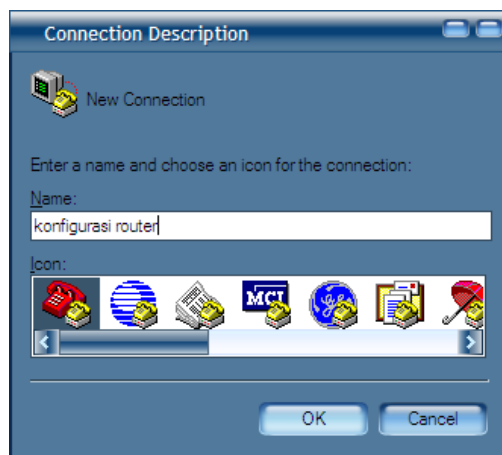 Connection Description
New Connection
Enter a name and choose an icon for the connection:
Name:
konfigurasi router
Icon:
MCI
OK Cancel